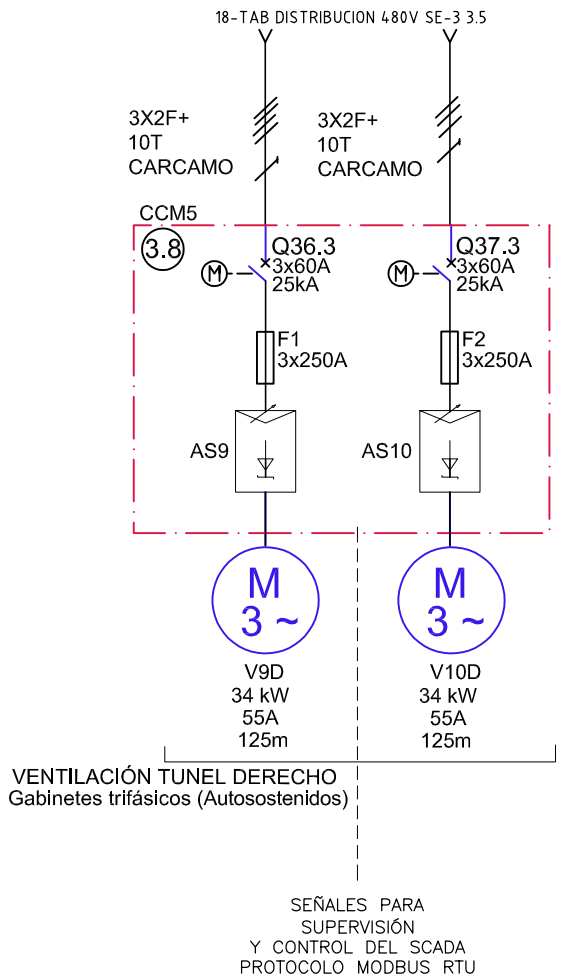 18-TAB DISTRIBUCION 480V SE-3 3.5
3X2F+
10T
CARCAMO
3X2F+
10T
CARCAMO
CCM5
3.8
Q36.3
3x60A
25kA
M
Q37.3
3x60A
25kA
M
F1
3x250A
F2
3x250A
AS9
AS10
M
3 ~
M
3 ~
V9D
34 kW
55A
125m
V10D
34 kW
55A
125m
VENTILACIÓN TUNEL DERECHO
Gabinetes trifásicos (Autosostenidos)
SEÑALES PARA
SUPERVISIÓN
Y CONTROL DEL SCADA
PROTOCOLO MODBUS RTU